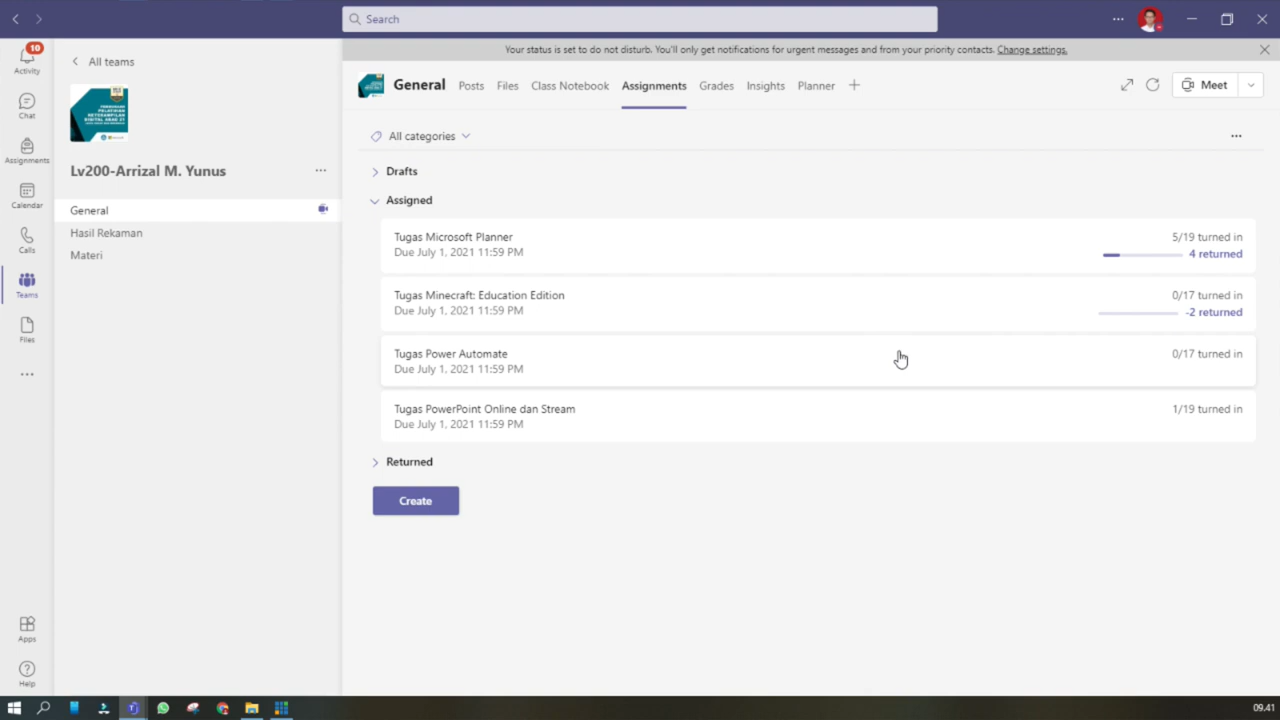 Search
Your status is set to do not disturb. You'll only get notifications for urgent messages and from your priority contacts. Change settings.
10
Activity
Chat
Assignments
Calendar
Calls
Teams
Files
Apps
Help
All teams
PELATIHAN
KETERAMPILAN
DIGITAL ABAD 21
Lv200-Arrizal M. Yunus
General
Hasil Rekaman
Materi
General
Posts
Files
Class Notebook
Assignments
Grades
Insights
Planner
Meet
All categories
Drafts
Assigned
Tugas Microsoft Planner
Due July 1, 2021 11:59 PM
5/19 turned in
4 returned
Tugas Minecraft: Education Edition
Due July 1, 2021 11:59 PM
0/17 turned in
-2 returned
Tugas Power Automate
Due July 1, 2021 11:59 PM
0/17 turned in
Tugas PowerPoint Online dan Stream
Due July 1, 2021 11:59 PM
1/19 turned in
Returned
Create
09.41